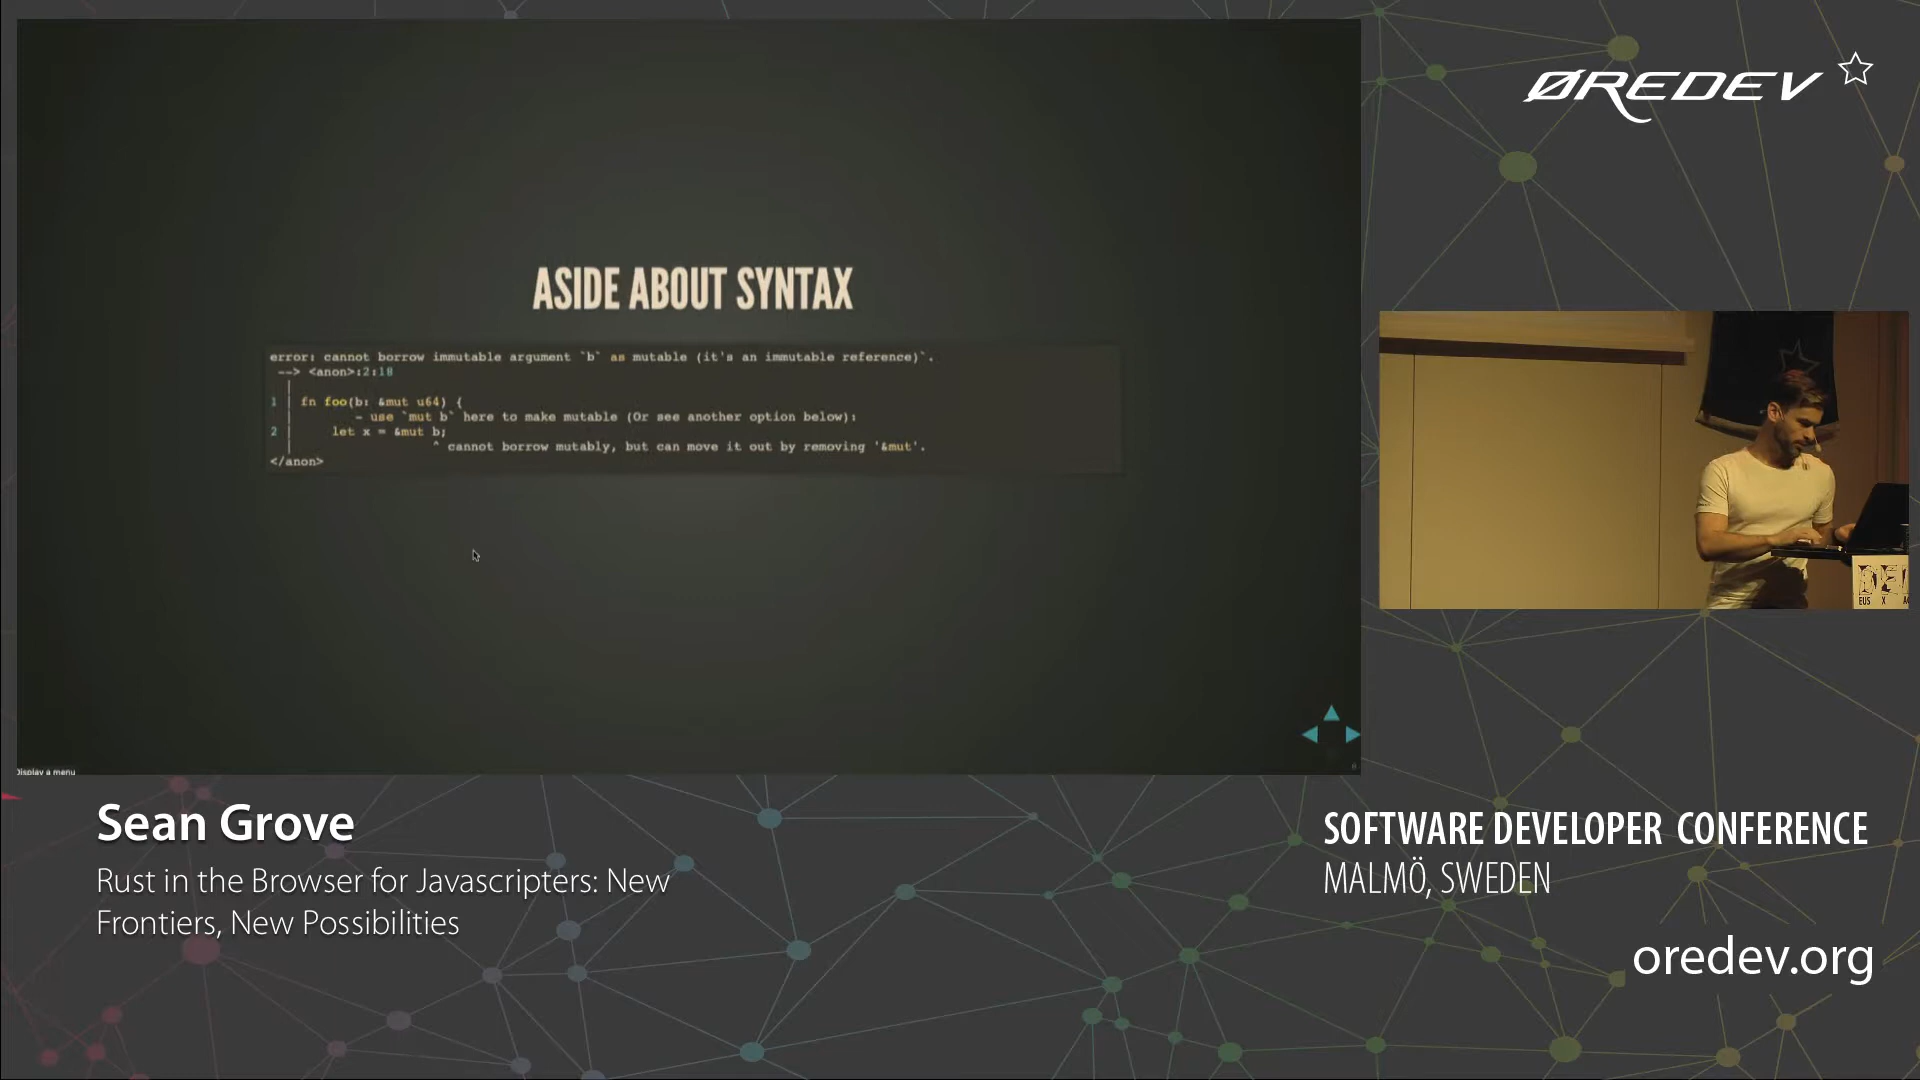 ØREDEV
ASIDE ABOUT SYNTAX
error: cannot borrow immutable argument `b` as mutable (it's an immutable reference)`.
--> <anon>:2:18
1 | fn foo(b: &mut u64) {
  | - use `mut b` here to make mutable (Or see another option below):
2 | let x = &mut b;
  | ^ cannot borrow mutably, but can move it out by removing '&mut'.
</anon>
Display a menu
EUS X
Sean Grove
Rust in the Browser for Javascripters: New
Frontiers, New Possibilities
SOFTWARE DEVELOPER CONFERENCE
MALMÖ, SWEDEN
oredev.org